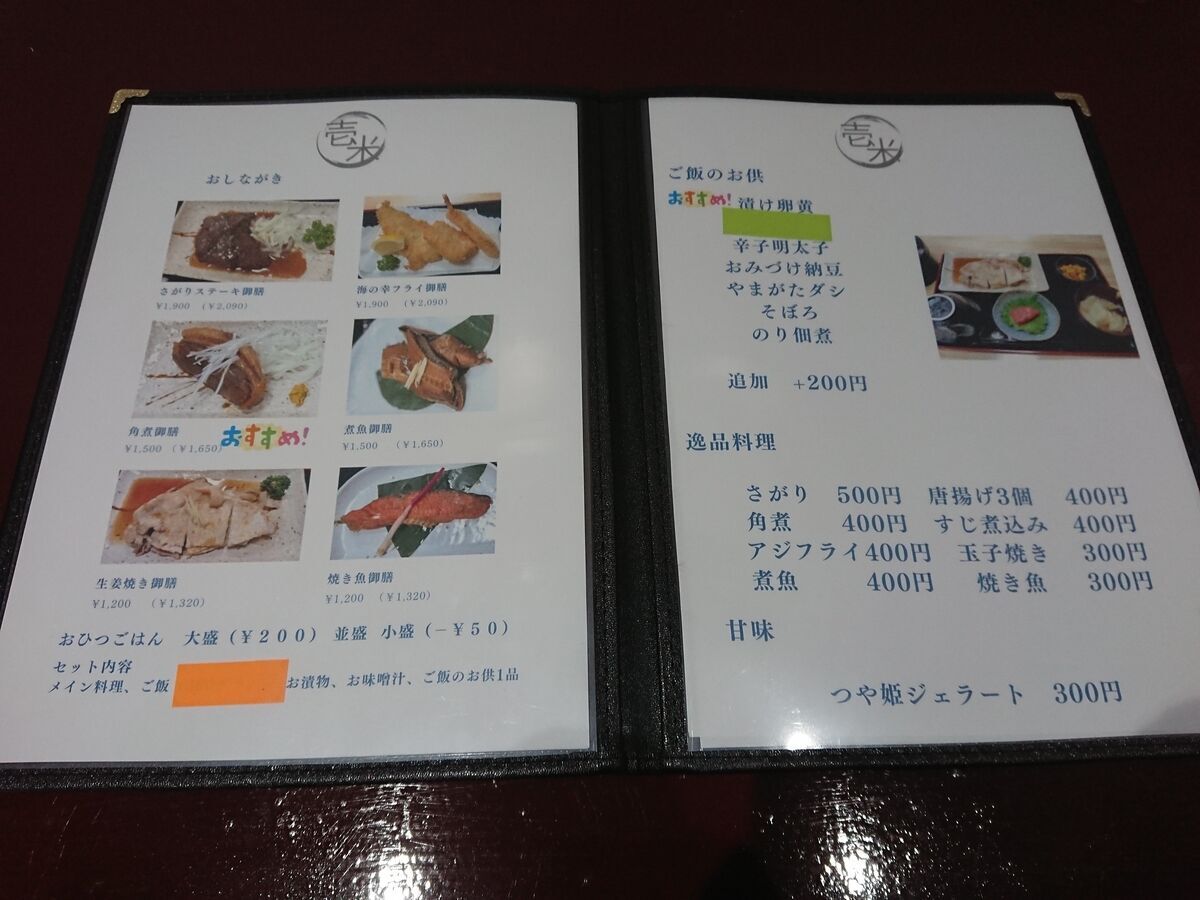 壱米
おしながき
さがりステーキ御膳
¥1,900 （¥2,090）
海の幸フライ御膳
¥1,900 （¥2,090）
角煮御膳
おすすめ!
¥1,500 （¥1,650）
煮魚御膳
¥1,500 （¥1,650）
生姜焼き御膳
¥1,200 （¥1,320）
焼き魚御膳
¥1,200 （¥1,320）
おひつごはん 大盛（￥２００） 並盛 小盛（－￥５０）
セット内容
メイン料理、ご飯 お漬物、お味噌汁、ご飯のお供1品
壱米
ご飯のお供
おすすめ! 漬け卵黄
辛子明太子
おみづけ納豆
やまがたダシ
そぼろ
のり佃煮
追加 +200円
逸品料理
さがり 500円 唐揚げ3個 400円
角煮 400円 すじ煮込み 400円
アジフライ400円 玉子焼き 300円
煮魚 400円 焼き魚 300円
甘味
つや姫ジェラート 300円